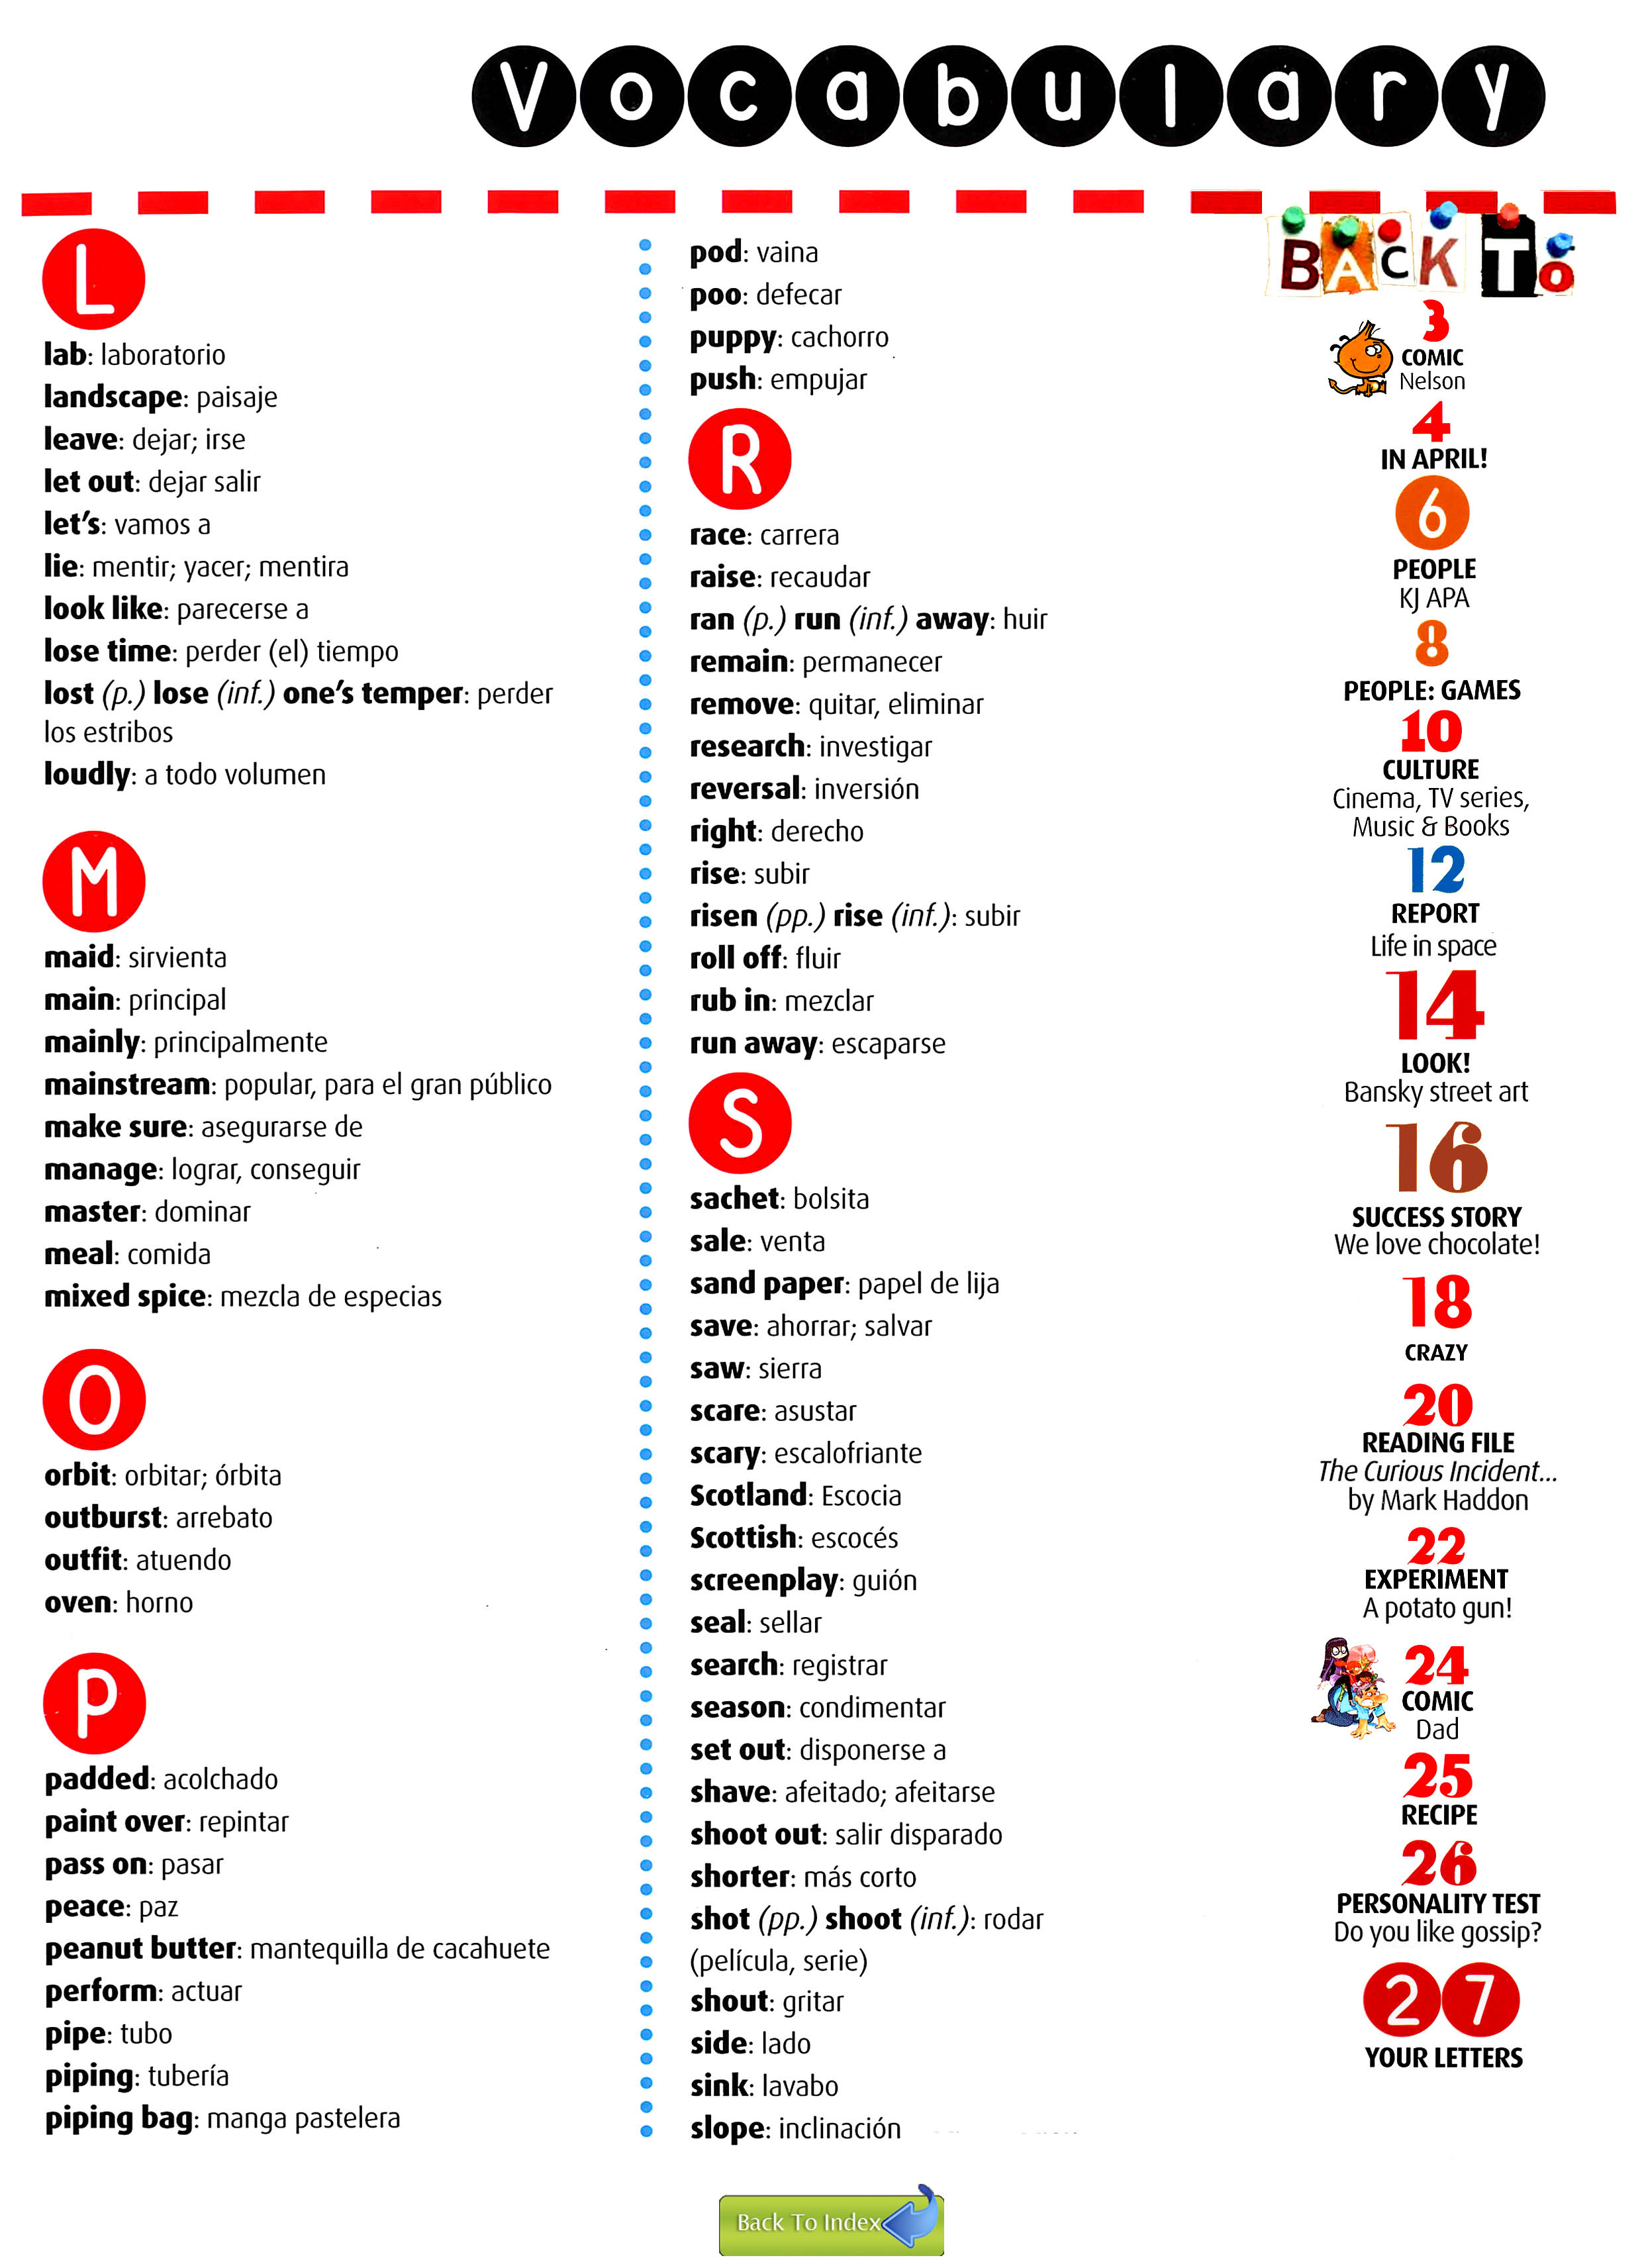 Vocabulary
L
lab: laboratorio
landscape: paisaje
leave: dejar; irse
let out: dejar salir
let's: vamos a
lie: mentir; yacer; mentira
look like: parecerse a
lose time: perder (el) tiempo
lost (p.) lose (inf.) one's temper: perder
los estribos
loudly: a todo volumen
M
maid: sirvienta
main: principal
mainly: principalmente
mainstream: popular, para el gran público
make sure: asegurarse de
manage: lograr, conseguir
master: dominar
meal: comida
mixed spice: mezcla de especias
O
orbit: orbitar; órbita
outburst: arrebato
outfit: atuendo
oven: horno
P
padded: acolchado
paint over: repintar
pass on: pasar
peace: paz
peanut butter: mantequilla de cacahuete
perform: actuar
pipe: tubo
piping: tubería
piping bag: manga pastelera
pod: vaina
poo: defecar
puppy: cachorro
push: empujar
R
race: carrera
raise: recaudar
ran (p.) run (inf.) away: huir
remain: permanecer
remove: quitar, eliminar
research: investigar
reversal: inversión
right: derecho
rise: subir
risen (pp.) rise (inf.): subir
roll off: fluir
rub in: mezclar
run away: escaparse
S
sachet: bolsita
sale: venta
sand paper: papel de lija
save: ahorrar; salvar
saw: sierra
scare: asustar
scary: escalofriante
Scotland: Escocia
Scottish: escocés
screenplay: guión
seal: sellar
search: registrar
season: condimentar
set out: disponerse a
shave: afeitado; afeitarse
shoot out: salir disparado
shorter: más corto
shot (pp.) shoot (inf.): rodar
(película, serie)
shout: gritar
side: lado
sink: lavabo
slope: inclinación
BACK TO
3
COMIC
Nelson
4
IN APRIL!
6
PEOPLE
KJ APA
8
PEOPLE: GAMES
10
CULTURE
Cinema, TV series,
Music & Books
12
REPORT
Life in space
14
LOOK!
Bansky street art
16
SUCCESS STORY
We love chocolate!
18
CRAZY
20
READING FILE
The Curious Incident...
by Mark Haddon
22
EXPERIMENT
A potato gun!
24
COMIC
Dad
25
RECIPE
26
PERSONALITY TEST
Do you like gossip?
27
YOUR LETTERS
Back To Index